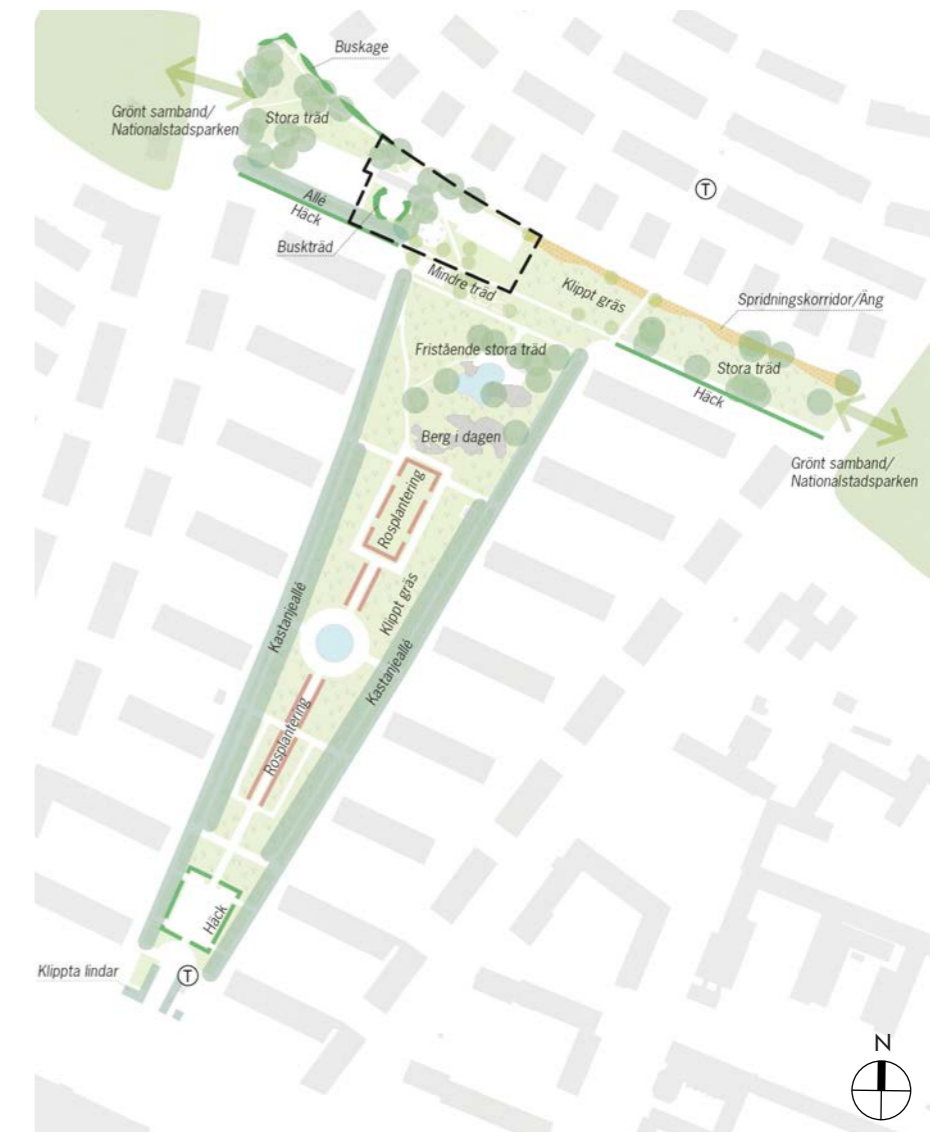 Buskage
Grönt samband/
Nationalstadsparken
Stora träd
Allé
Häck
Buskträd
T
Mindre träd
Klippt gräs
Spridningskorridor/Äng
Fristående stora träd
Stora träd
Häck
Berg i dagen
Grönt samband/
Nationalstadsparken
Rosplantering
Kastanjeallé
Klippt gräs
Kastanjeallé
Rosplantering
Häck
Klippta lindar
T
N